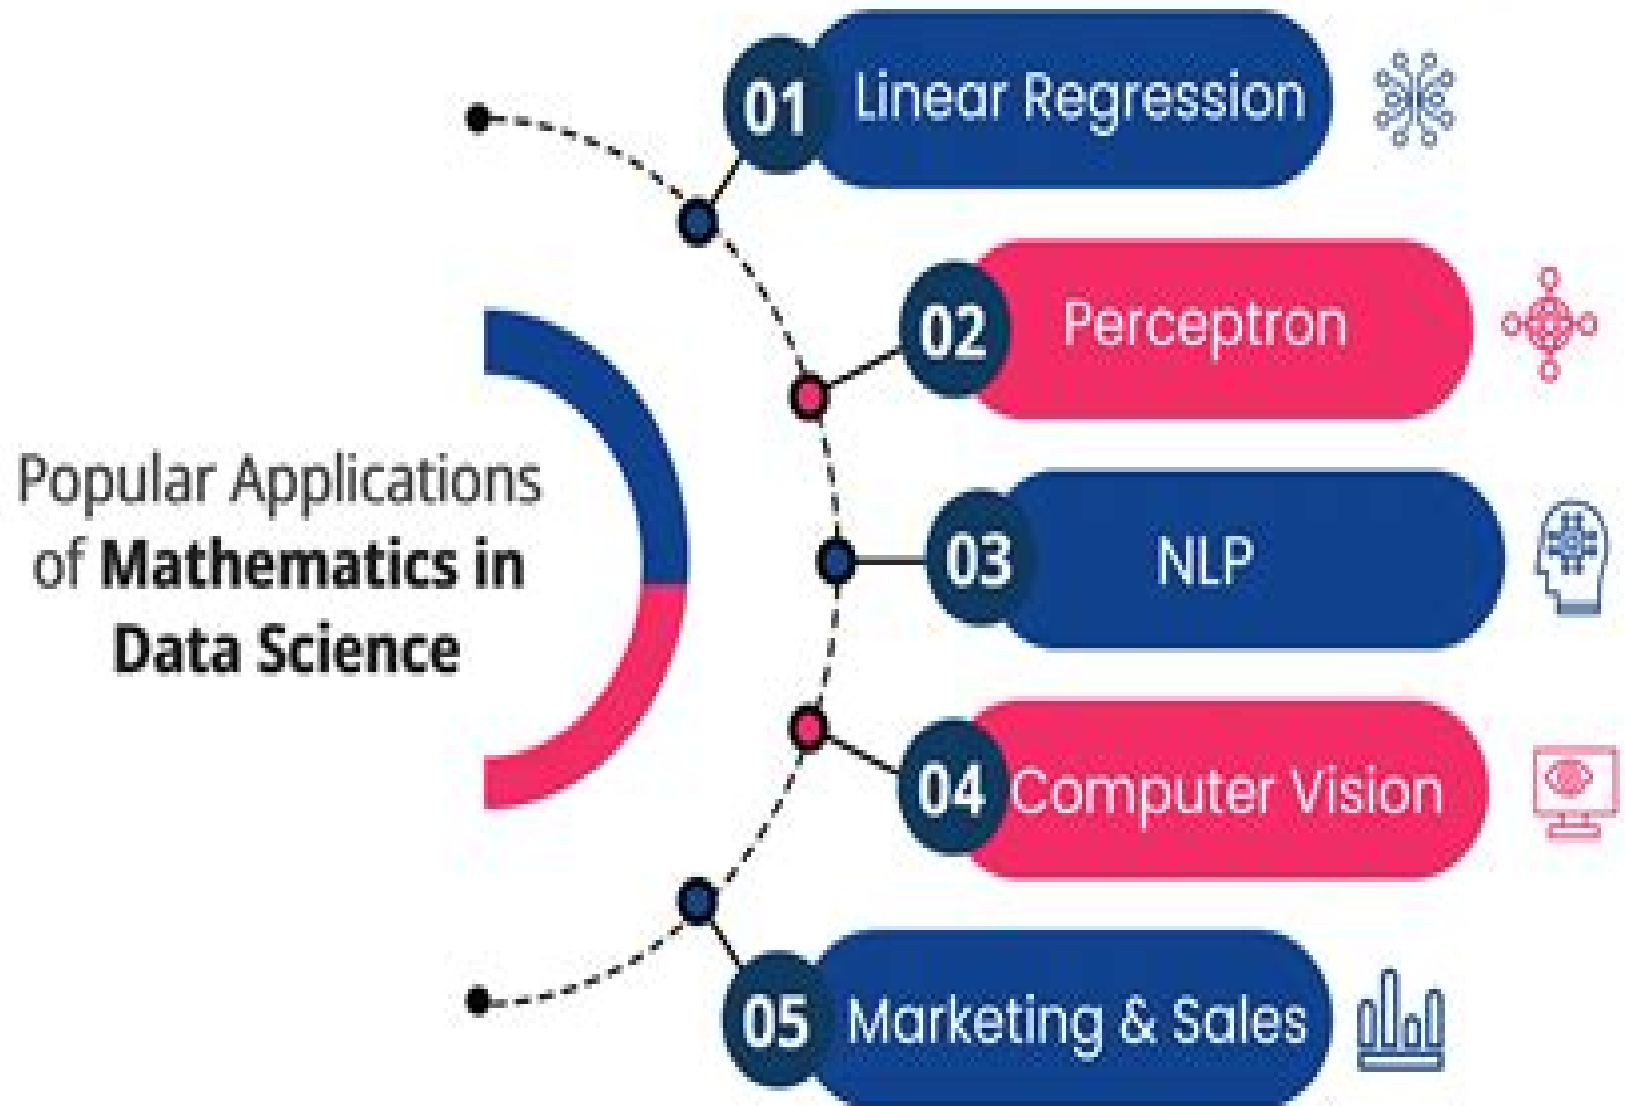 Popular Applications
of Mathematics in
Data Science
01 Linear Regression
02 Perceptron
03 NLP
04 Computer Vision
05 Marketing & Sales